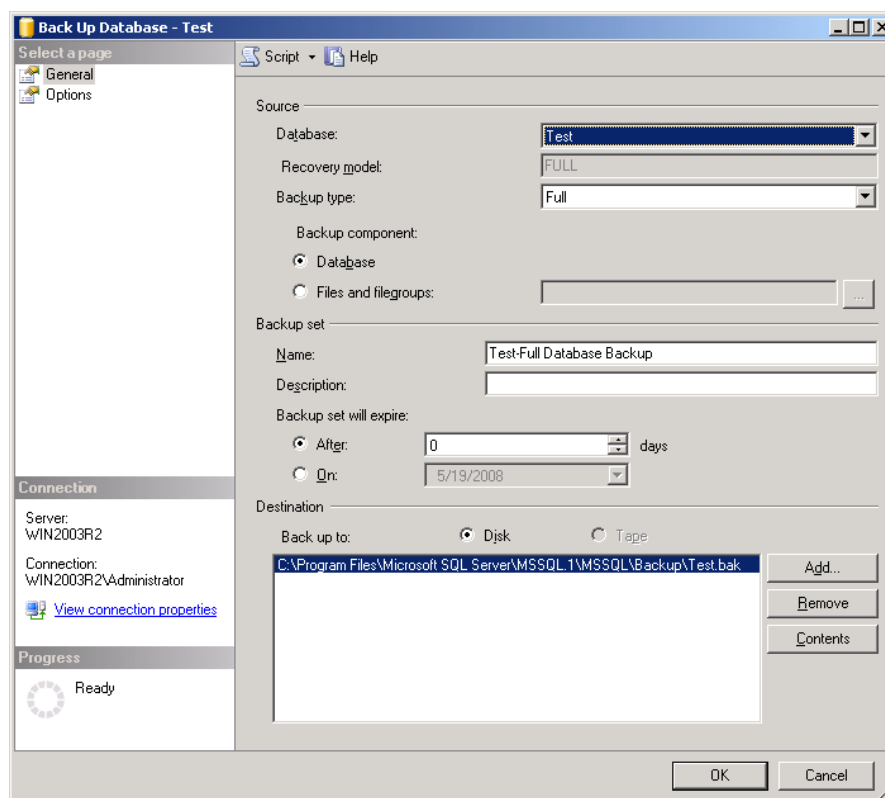 Back Up Database - Test
Select a page
General
Options
Script Help
Source
Database: Test
Recovery model: FULL
Backup type: Full
Backup component:
Database
Files and filegroups: ...
Backup set
Name: Test-Full Database Backup
Description:
Backup set will expire:
After: 0 days
On: 5/19/2008
Destination
Back up to: Disk Tape
C:\Program Files\Microsoft SQL Server\MSSQL.1\MSSQL\Backup\Test.bak
Add...
Remove
Contents
Connection
Server:
WIN2003R2
Connection:
WIN2003R2\Administrator
View connection properties
Progress
Ready
OK Cancel